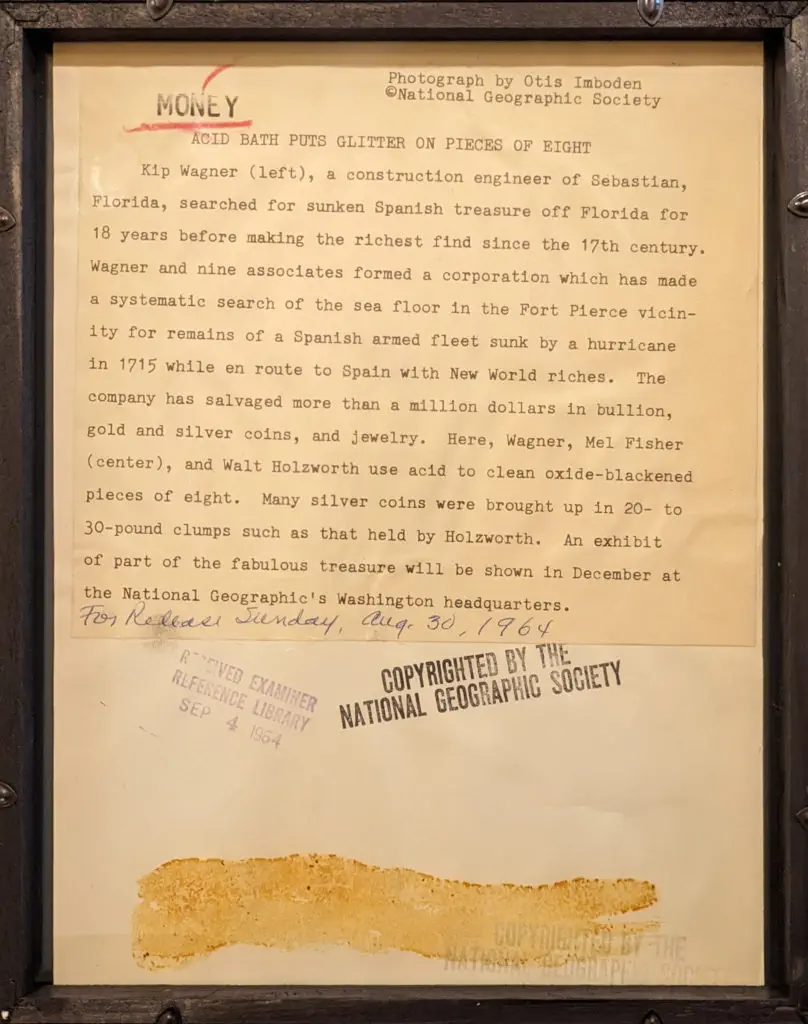 MONEY
Photograph by Otis Imboden
©National Geographic Society
ACID BATH PUTS GLITTER ON PIECES OF EIGHT
Kip Wagner (left), a construction engineer of Sebastian,
Florida, searched for sunken Spanish treasure off Florida for
18 years before making the richest find since the 17th century.
Wagner and nine associates formed a corporation which has made
a systematic search of the sea floor in the Fort Pierce vicin-
ity for remains of a Spanish armed fleet sunk by a hurricane
in 1715 while en route to Spain with New World riches. The
company has salvaged more than a million dollars in bullion,
gold and silver coins, and jewelry. Here, Wagner, Mel Fisher
(center), and Walt Holzworth use acid to clean oxide-blackened
pieces of eight. Many silver coins were brought up in 20- to
30-pound clumps such as that held by Holzworth. An exhibit
of part of the fabulous treasure will be shown in December at
the National Geographic's Washington headquarters.
For Release Sunday, Aug. 30, 1964
RECEIVED EXAMINER
REFERENCE LIBRARY
SEP 4 1964
COPYRIGHTED BY THE
NATIONAL GEOGRAPHIC SOCIETY
COPYRIGHTED BY THE
NATIONAL GEOGRAPHIC SOCIETY